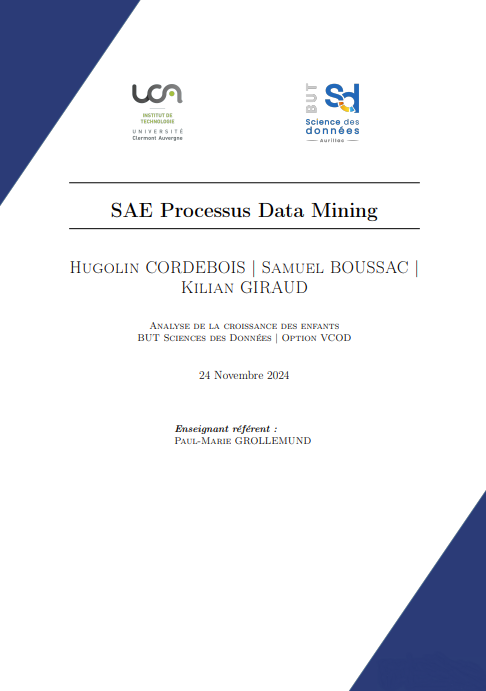 UCA
INSTITUT DE
TECHNOLOGIE
UNIVERSITÉ
Clermont Auvergne
BUT
Sd
Science des
données
Aurillac
SAE Processus Data Mining
Hugolin CORDEBOIS | Samuel BOUSSAC |
Kilian GIRAUD
Analyse de la croissance des enfants
BUT Sciences des Données | Option VCOD
24 Novembre 2024
Enseignant référent :
Paul-Marie GROLLEMUND